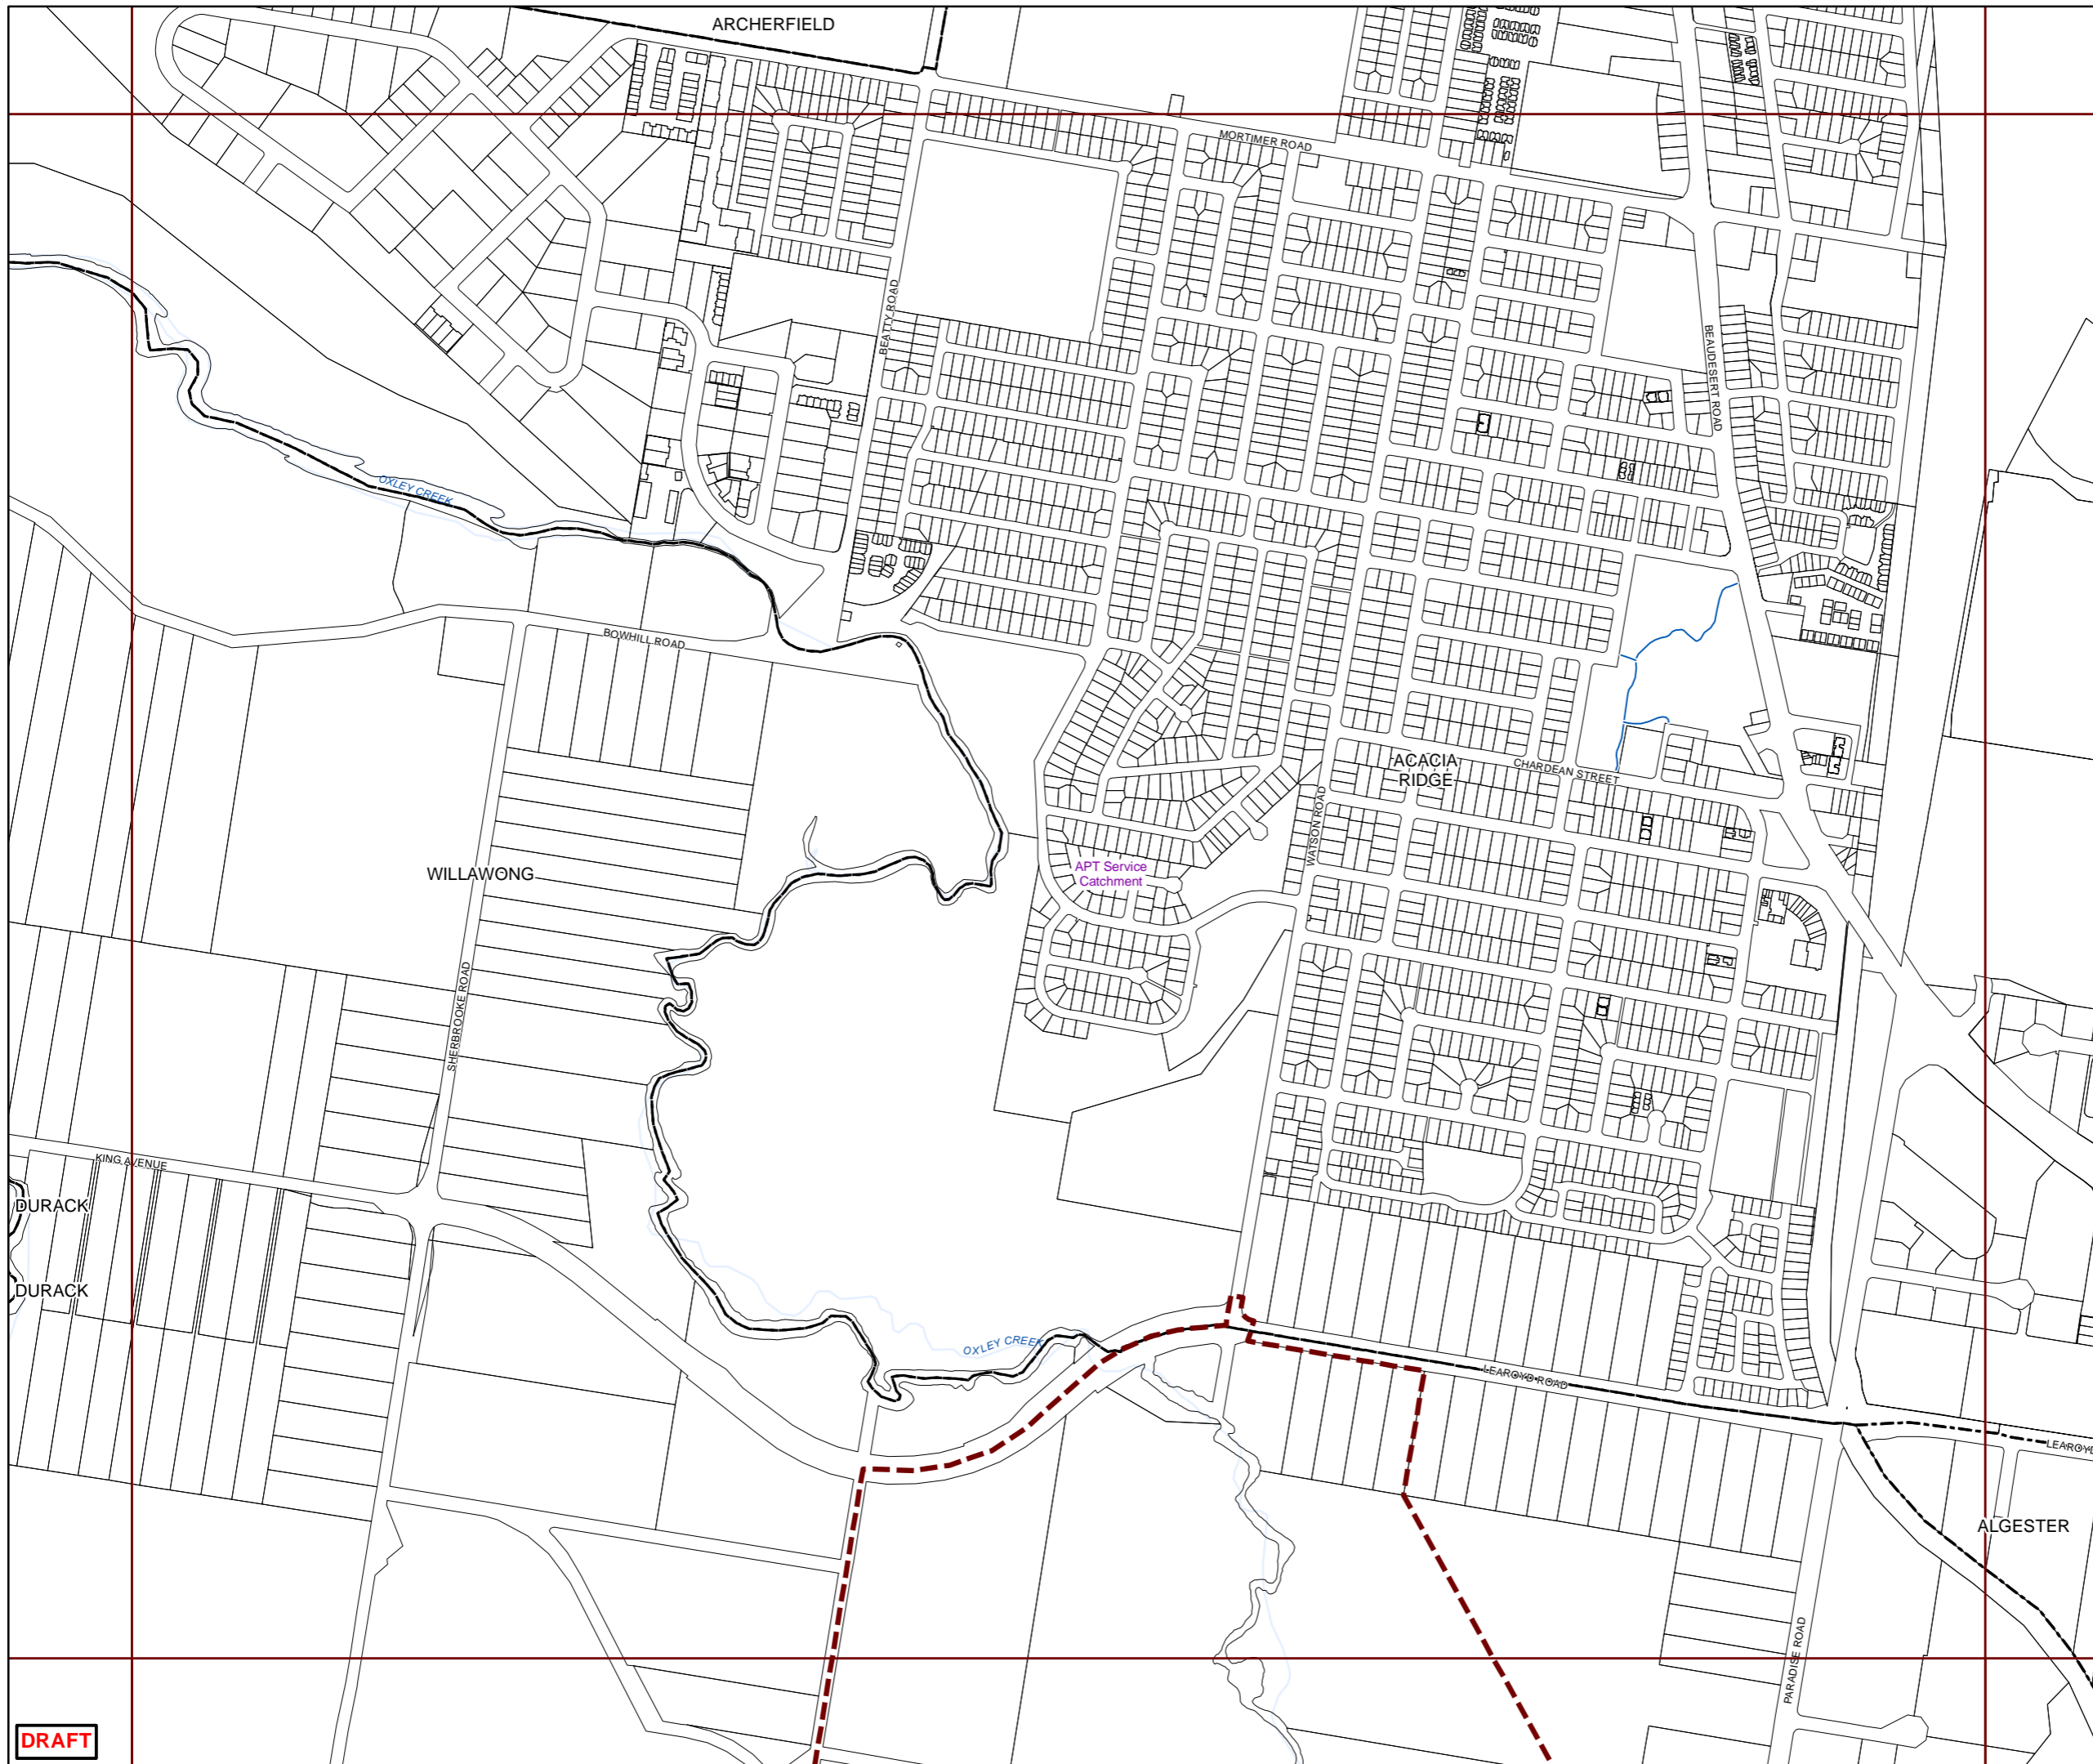 ARCHERFIELD
MORTIMER ROAD
BEATTY ROAD
BEAUDESERT ROAD
OXLEY CREEK
BOWHILL ROAD
ACACIA
RIDGE
CHARDEAN STREET
WATSON ROAD
APT Service
Catchment
WILLAWONG
SHERBROOKE ROAD
KING AVENUE
DURACK
DURACK
OXLEY CREEK
LEAROYD ROAD
LEAROYD
ALGESTER
PARADISE ROAD
DRAFT